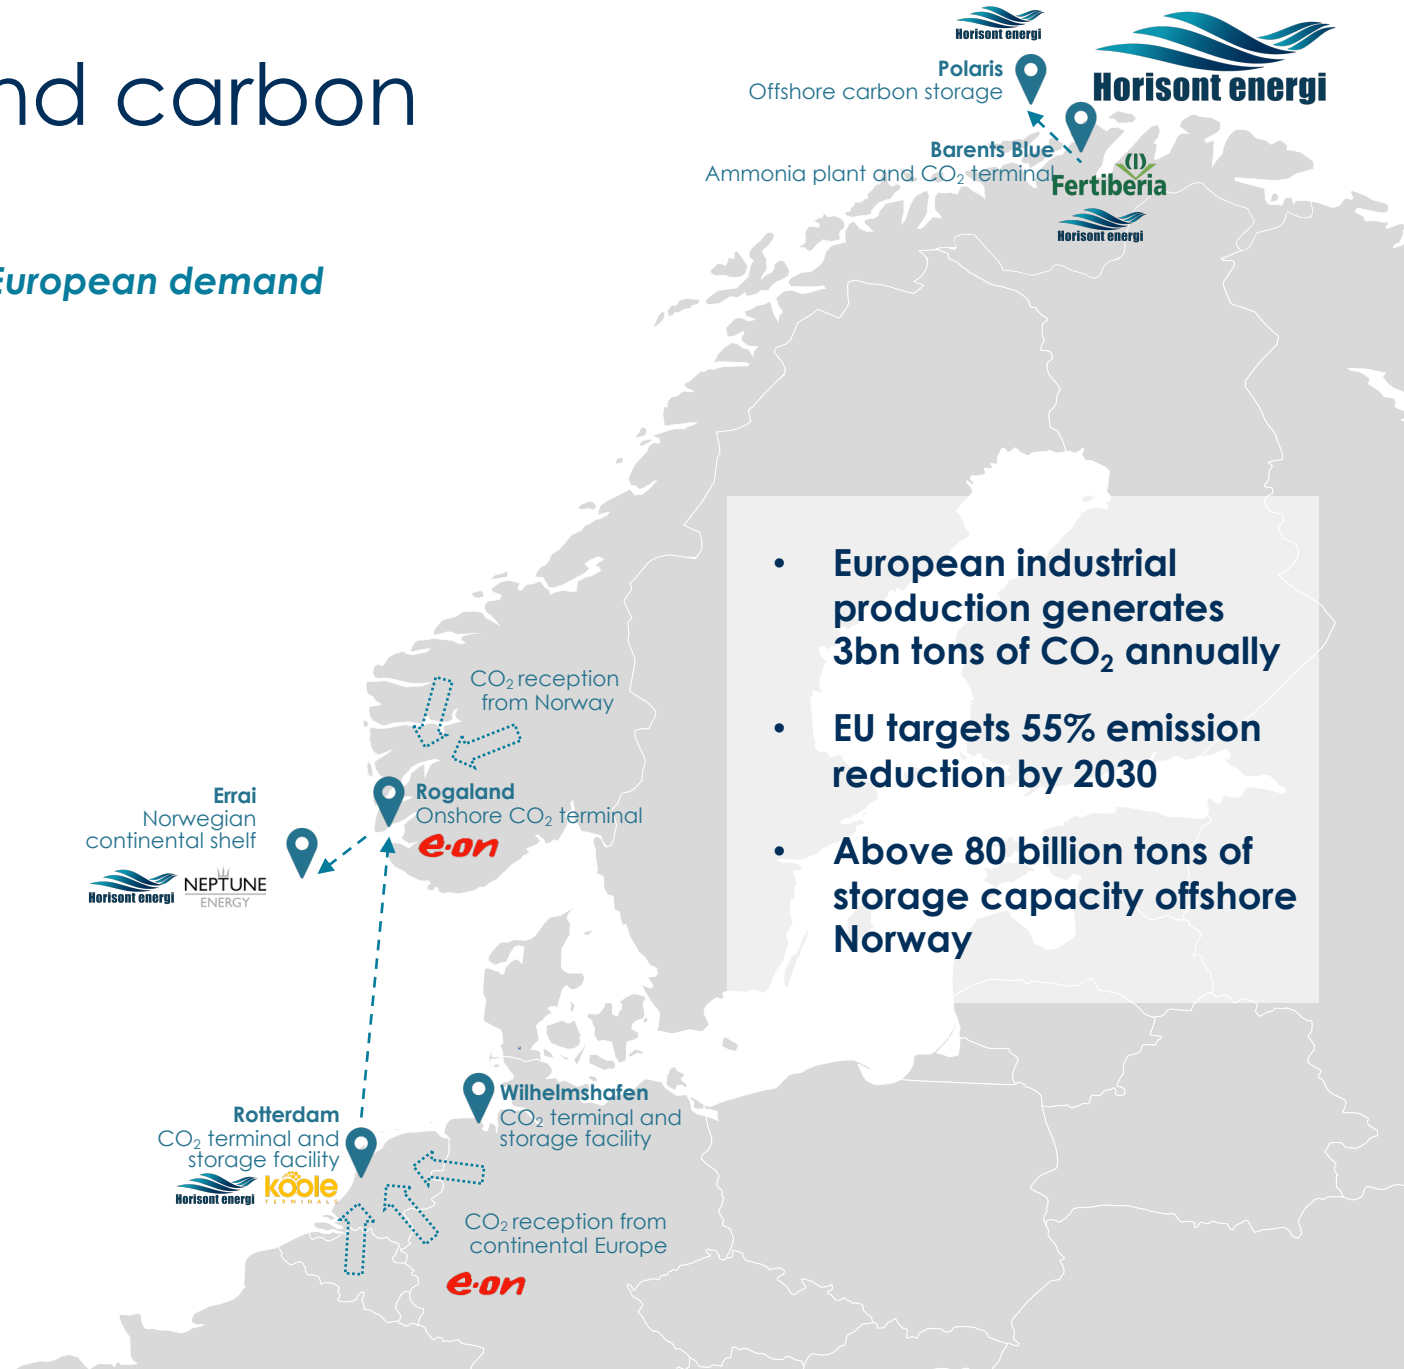 nd carbon
European demand
Horisont energi
Horisont energi
Polaris
Offshore carbon storage
Barents Blue
Ammonia plant and CO₂ terminal
Fertiberia
Horisont energi
• European industrial
production generates
3bn tons of CO₂ annually
• EU targets 55% emission
reduction by 2030
• Above 80 billion tons of
storage capacity offshore
Norway
CO₂ reception
from Norway
Errai
Norwegian
continental shelf
Horisont energi
NEPTUNE
ENERGY
Rogaland
Onshore CO₂ terminal
e·on
Wilhelmshafen
CO₂ terminal and
storage facility
Rotterdam
CO₂ terminal and
storage facility
Horisont energi
koole
TERMINALS
CO₂ reception from
continental Europe
e·on